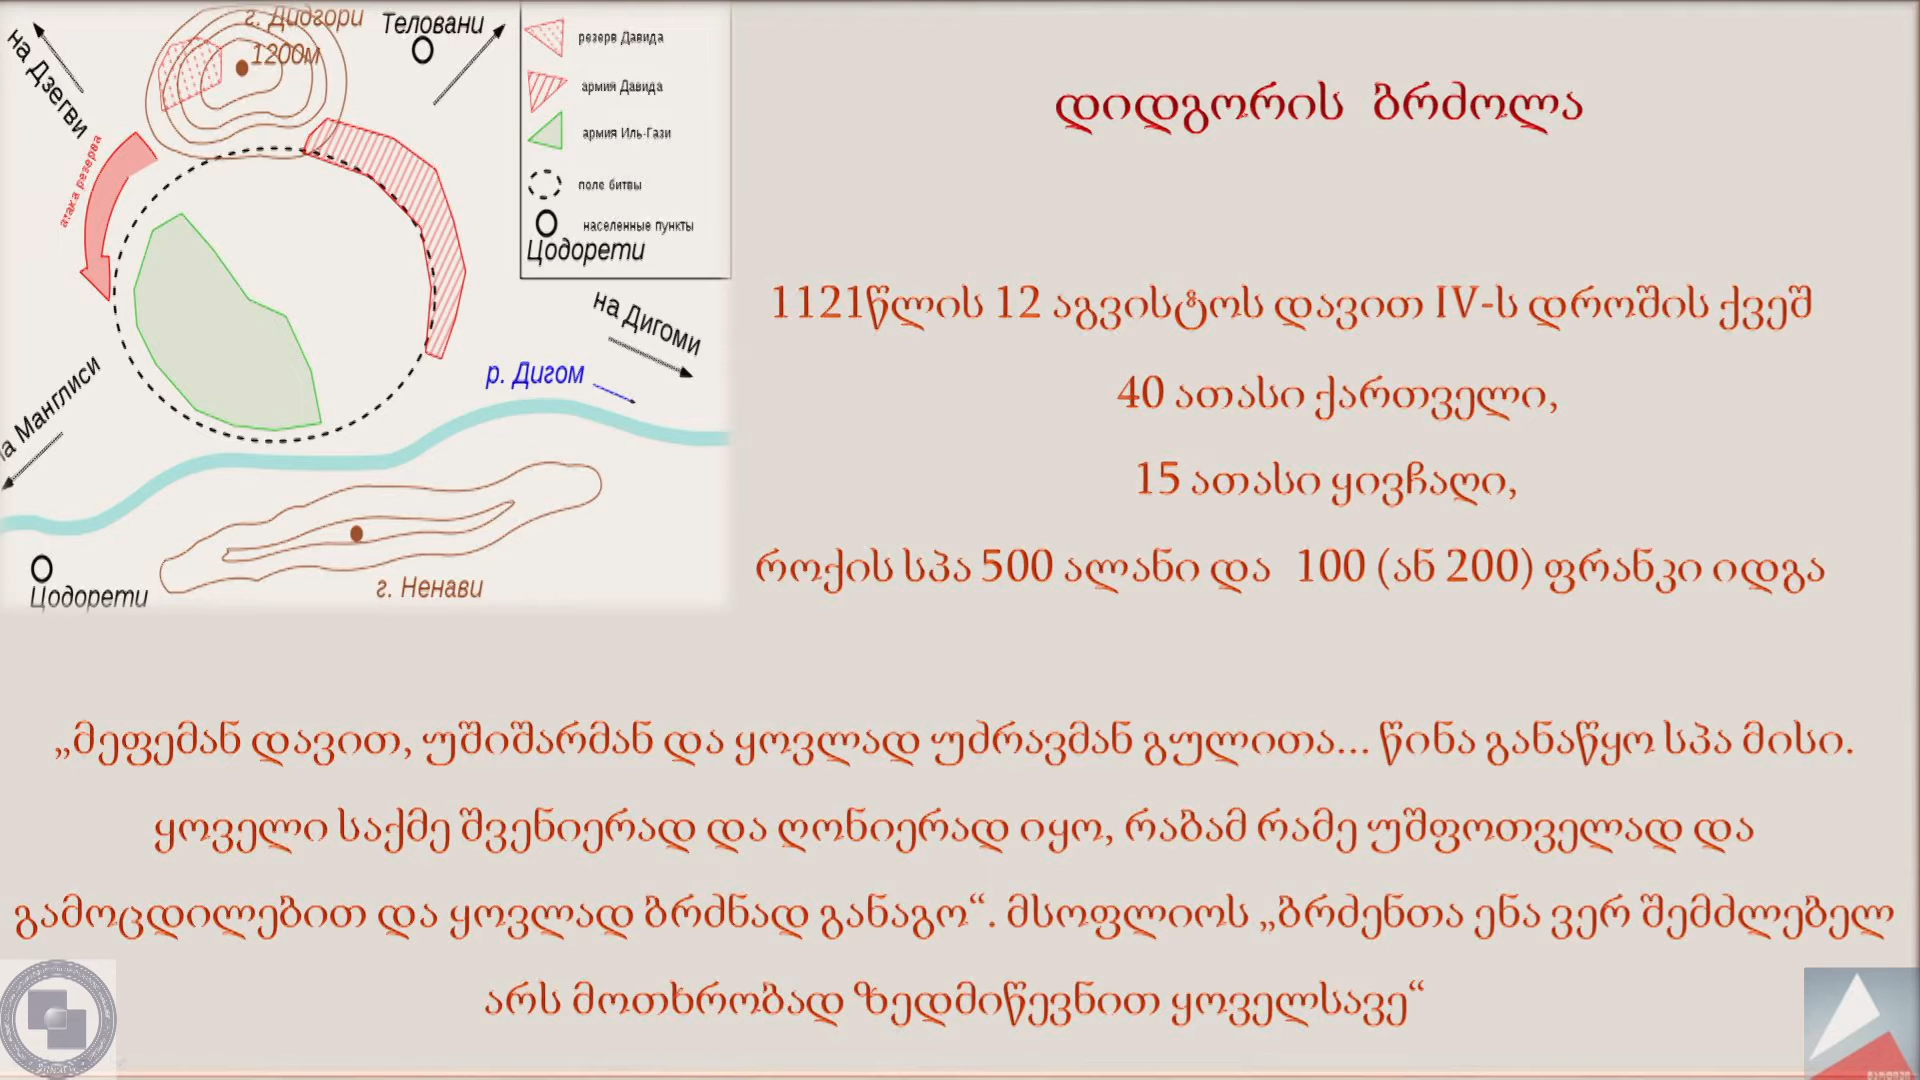 г. Дидгори
1200м
Теловани
на Дзегви
атака резерва
резерв Давида
армия Давида
армия Иль-Гази
поле битвы
населенные пункты
Цодорети
на Дигоми
р. Дигом
на Манглиси
г. Ненави
Цодорети
დიდგორის ბრძოლა
1121წლის 12 აგვისტოს დავით IV-ს დროშის ქვეშ
40 ათასი ქართველი,
15 ათასი ყივჩაღი,
როქის სპა 500 ალანი და 100 (ან 200) ფრანკი იდგა
„მეფემან დავით, უშიშარმან და ყოვლად უძრავმან გულითა... წინა განაწყო სპა მისი.
ყოველი საქმე შვენიერად და ღონიერად იყო, რაბამ რამე უშფოთველად და
გამოცდილებით და ყოვლად ბრძნად განაგო“. მსოფლიოს „ბრძენთა ენა ვერ შემძლებელ
არს მოთხრობად ზედმიწევნით ყოველსავე“